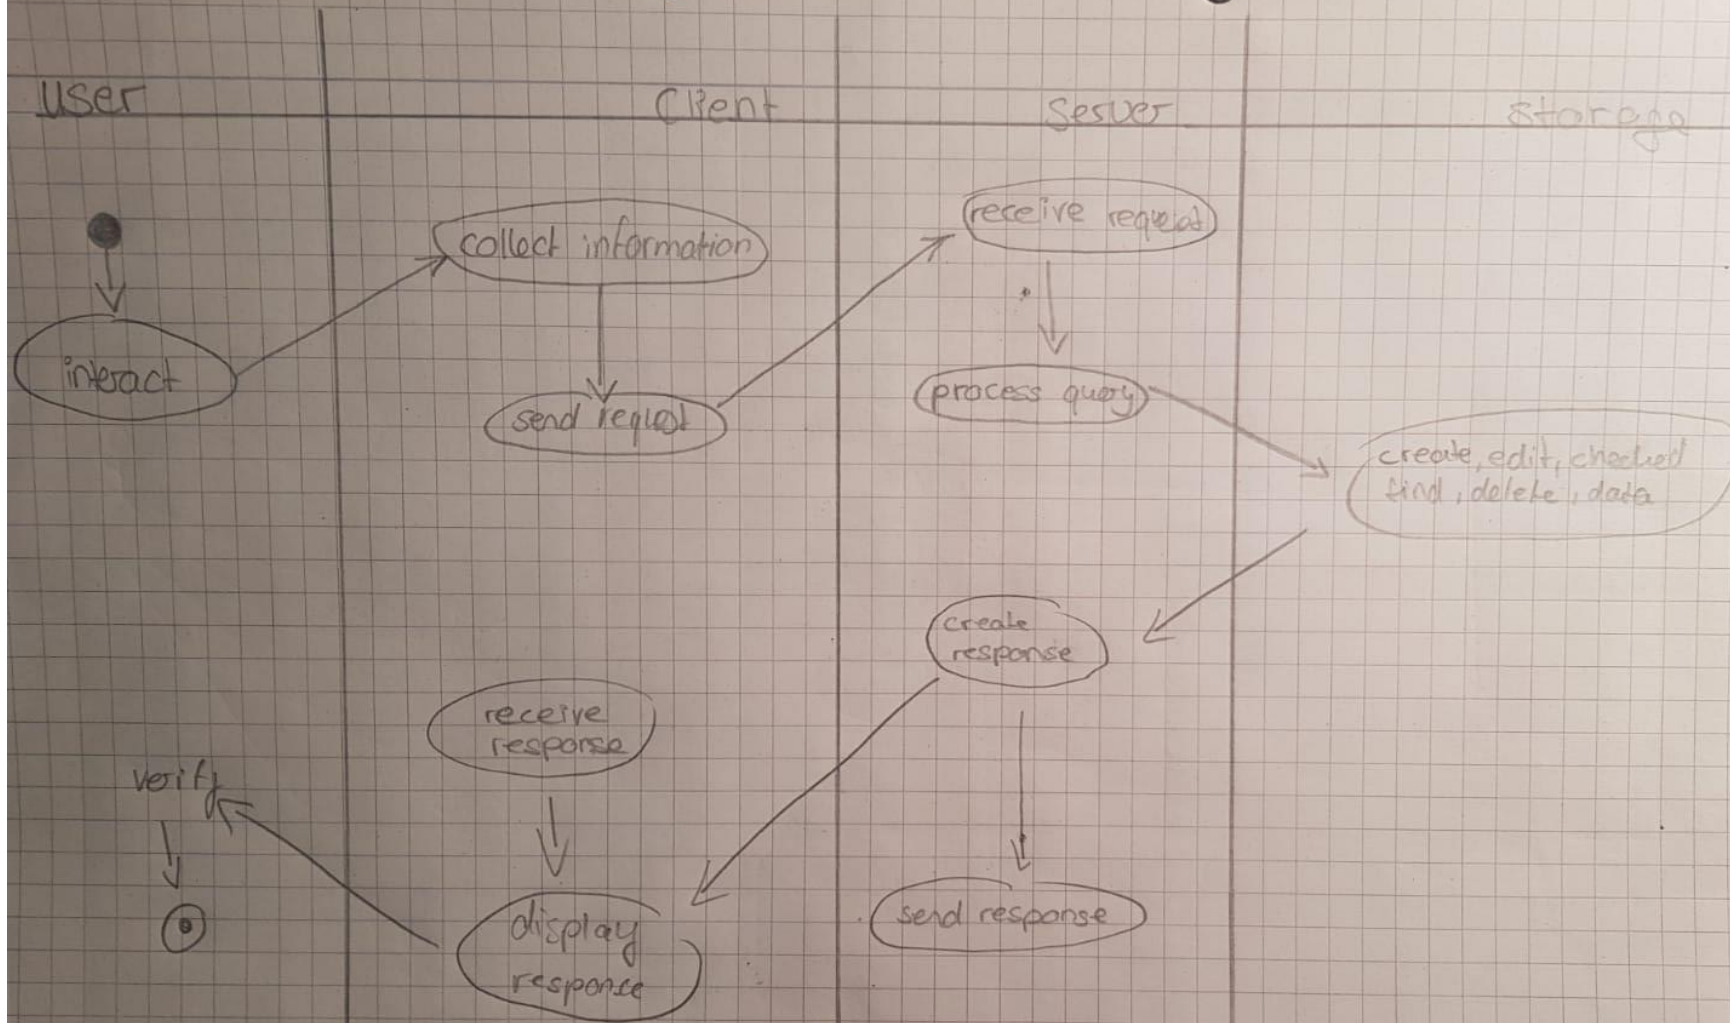 user
Client
Server
storage
collect information
receive request
interact
send request
process query
create, edit, checked
find, delete, data
create
response
receive
response
verify
send response
display
response